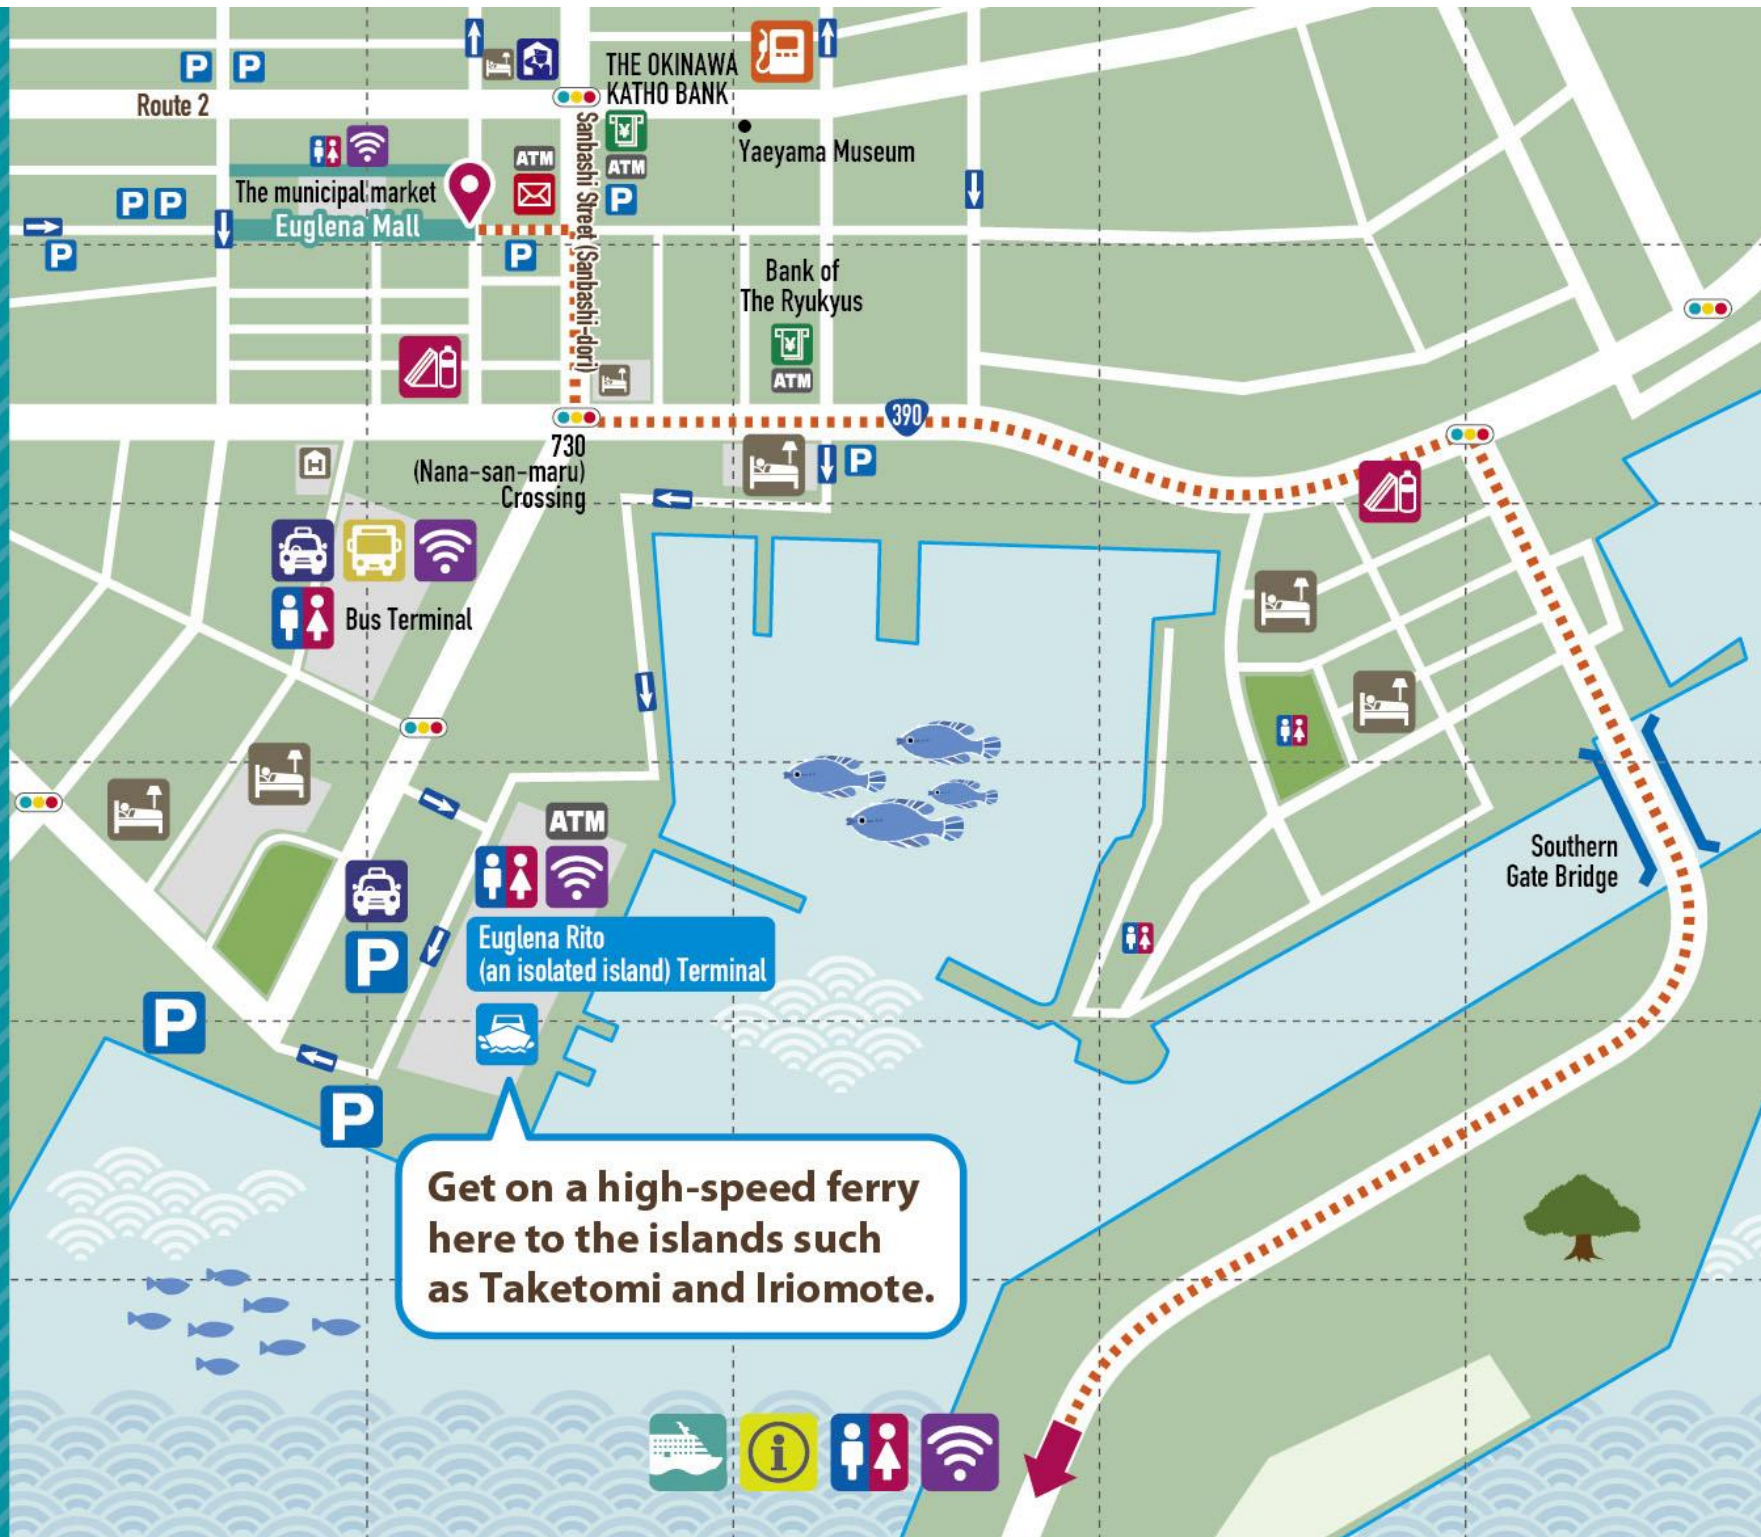 P P
Route 2
THE OKINAWA
KATHO BANK
ATM
ATM
P
Yaeyama Museum
Sanbashi Street (Sanbashi-dori)
The municipal market
Euglena Mall
P P
P
P
Bank of
The Ryukyus
ATM
390
730
(Nana-san-maru)
Crossing
P
H
Bus Terminal
ATM
P
Euglena Rito
(an isolated island) Terminal
Southern
Gate Bridge
P
P
Get on a high-speed ferry
here to the islands such
as Taketomi and Iriomote.
i